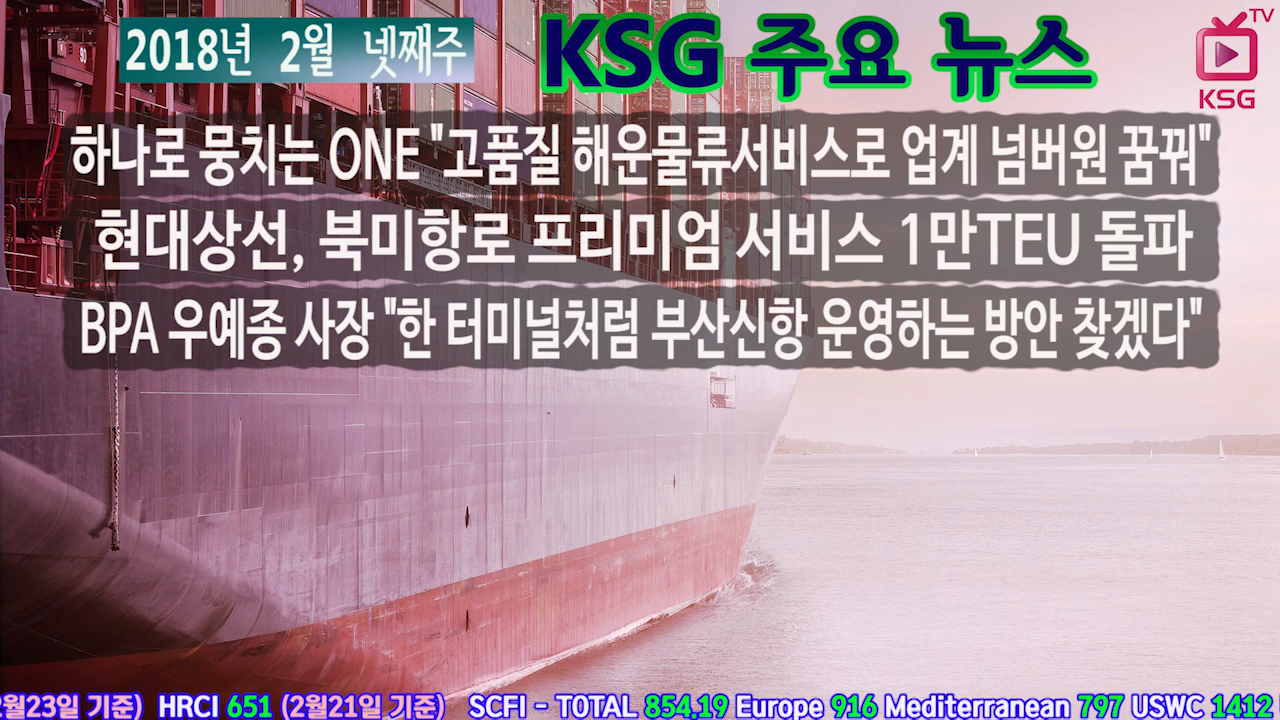 2018년 2월 넷째주
KSG 주요 뉴스
TV
KSG
하나로 뭉치는 ONE "고품질 해운물류서비스로 업계 넘버원 꿈꿔"
현대상선, 북미항로 프리미엄 서비스 1만TEU 돌파
BPA 우예종 사장 "한 터미널처럼 부산신항 운영하는 방안 찾겠다"
2월23일 기준) HRCI 651 (2월21일 기준) SCFI - TOTAL 854.19 Europe 916 Mediterranean 797 USWC 1412